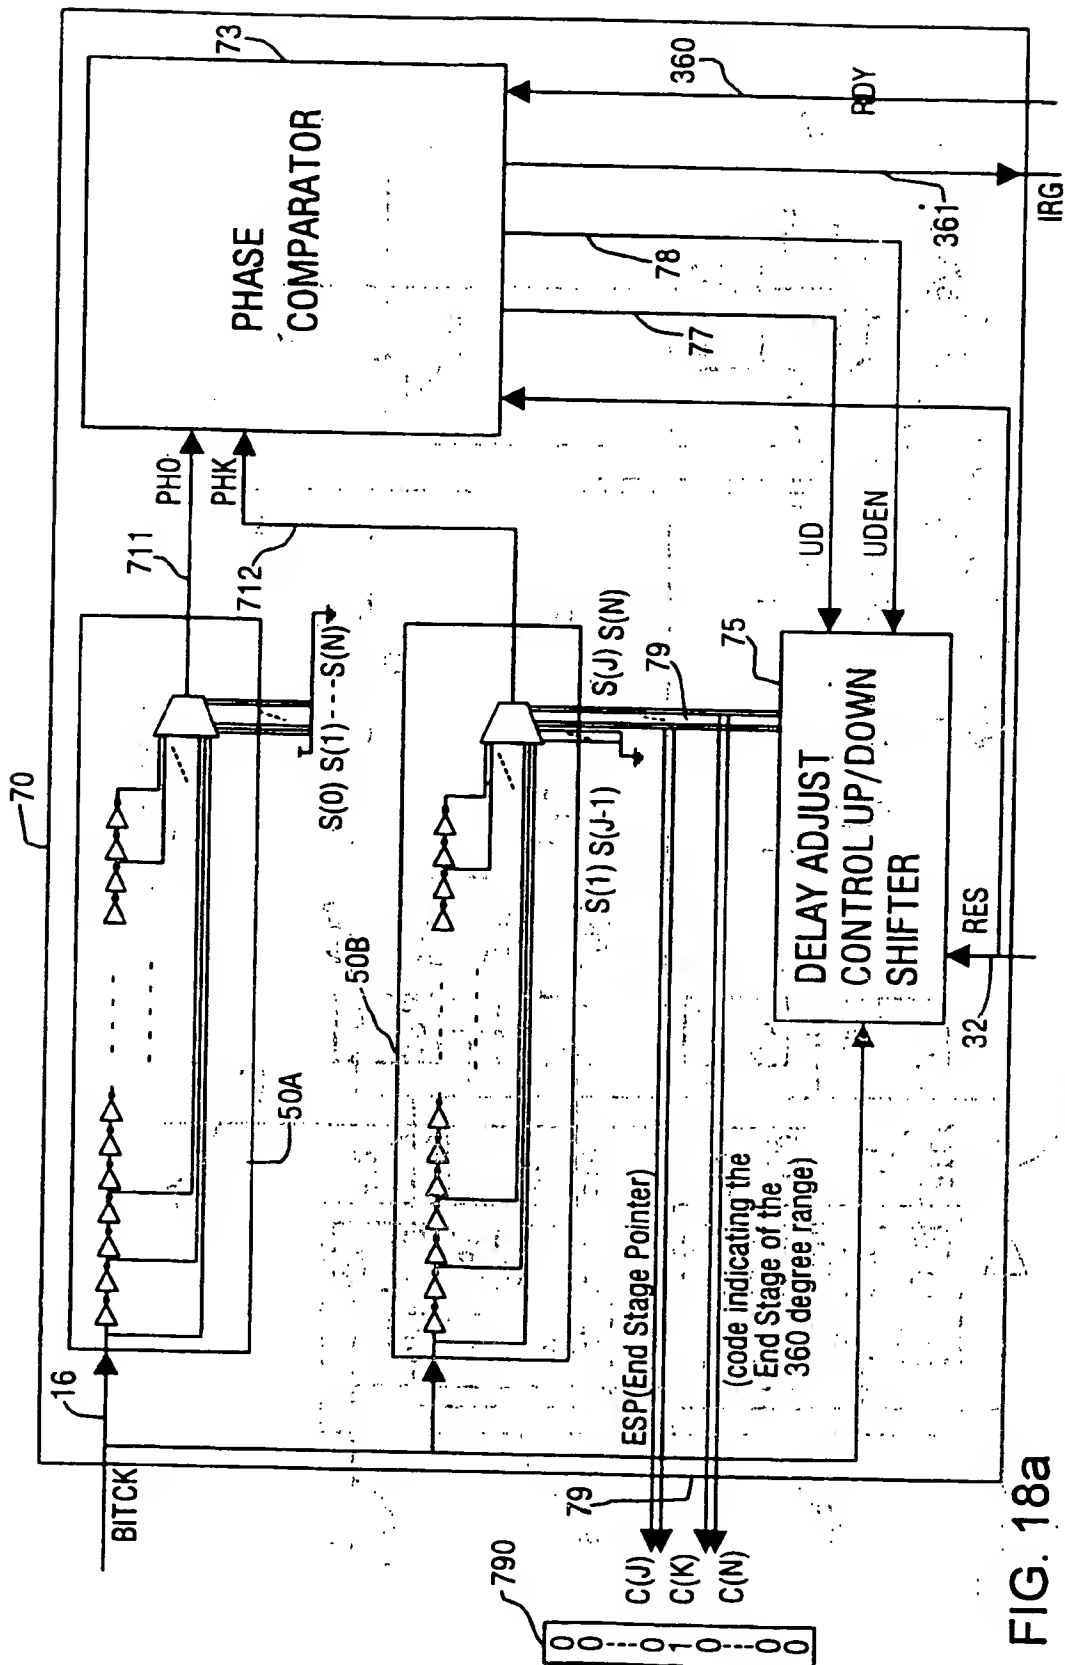 70
BITCK
16
50A
S(0) S(1)----S(N)
711
PHO
PHK
712
PHASE
COMPARATOR
73
50B
S(1) S(J-1)
S(J) S(N)
79
ESP(End Stage Pointer)
(code indicating the
End Stage of the
360 degree range)
75
DELAY ADJUST
CONTROL UP/DOWN
SHIFTER
UD
UDEN
77
78
361
IRG
360
RDY
RES
32
79
C(J)
C(K)
C(N)
790
00---010---00
FIG. 18a